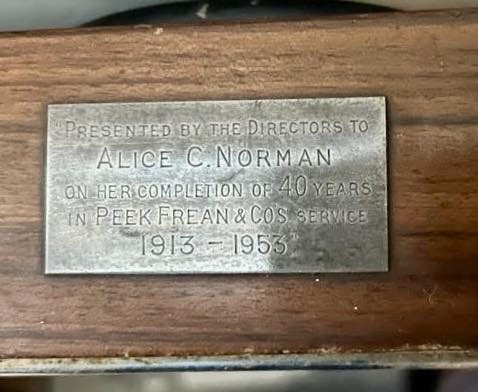 "PRESENTED BY THE DIRECTORS TO
ALICE C. NORMAN
ON HER COMPLETION OF 40 YEARS
IN PEEK FREAN & COS SERVICE
1913 - 1953"